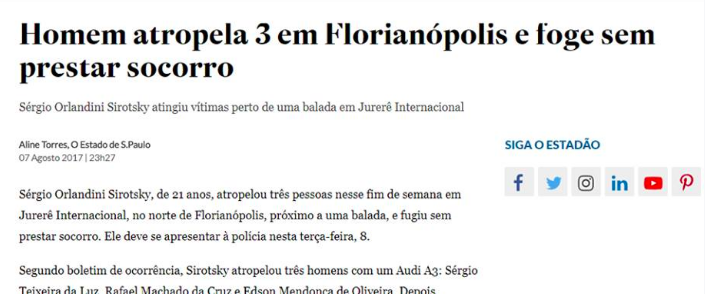 Homem atropela 3 em Florianópolis e foge sem
prestar socorro
Sérgio Orlandini Sirotsky atingiu vítimas perto de uma balada em Jurerê Internacional
Aline Torres, O Estado de S.Paulo
07 Agosto 2017 | 23h27
SIGA O ESTADÃO
Sérgio Orlandini Sirotsky, de 21 anos, atropelou três pessoas nesse fim de semana em
Jurerê Internacional, no norte de Florianópolis, próximo a uma balada, e fugiu sem
prestar socorro. Ele deve se apresentar à polícia nesta terça-feira, 8.
Segundo boletim de ocorrência, Sirotsky atropelou três homens com um Audi A3: Sérgio
Teixeira da Luz, Rafael Machado da Cruz e Edson Mendonça de Oliveira. Depois,